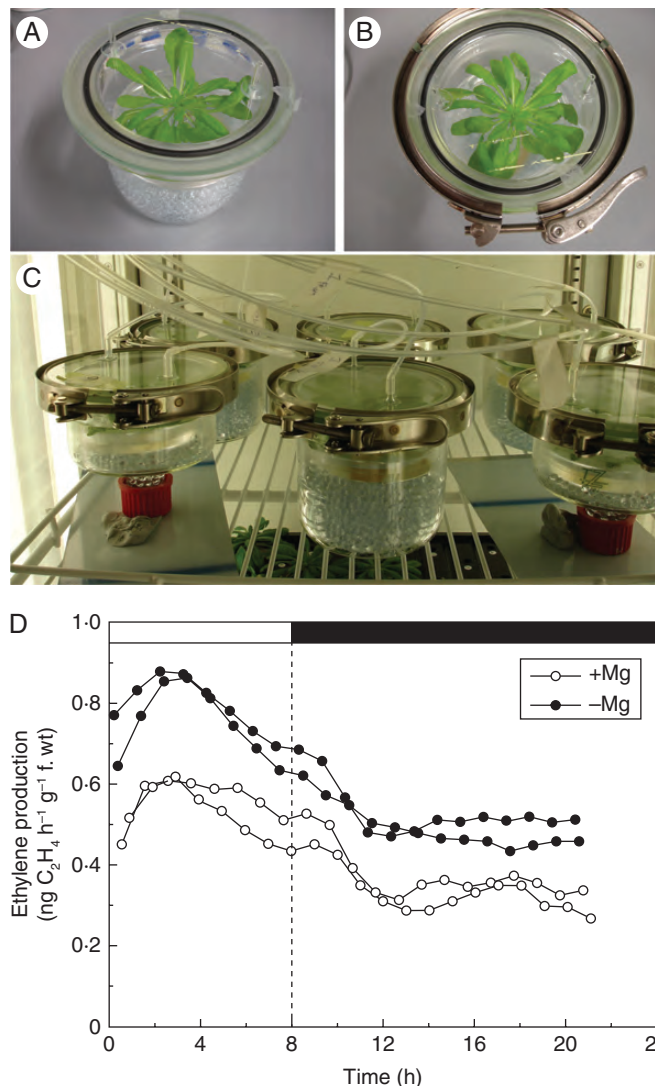 A
B
C
D
1·0
0·8
0·6
0·4
0·2
0
Ethylene production
(ng C₂H₄ h⁻¹ g⁻¹ f. wt)
+Mg
–Mg
0 4 8 12 16 20 2
Time (h)